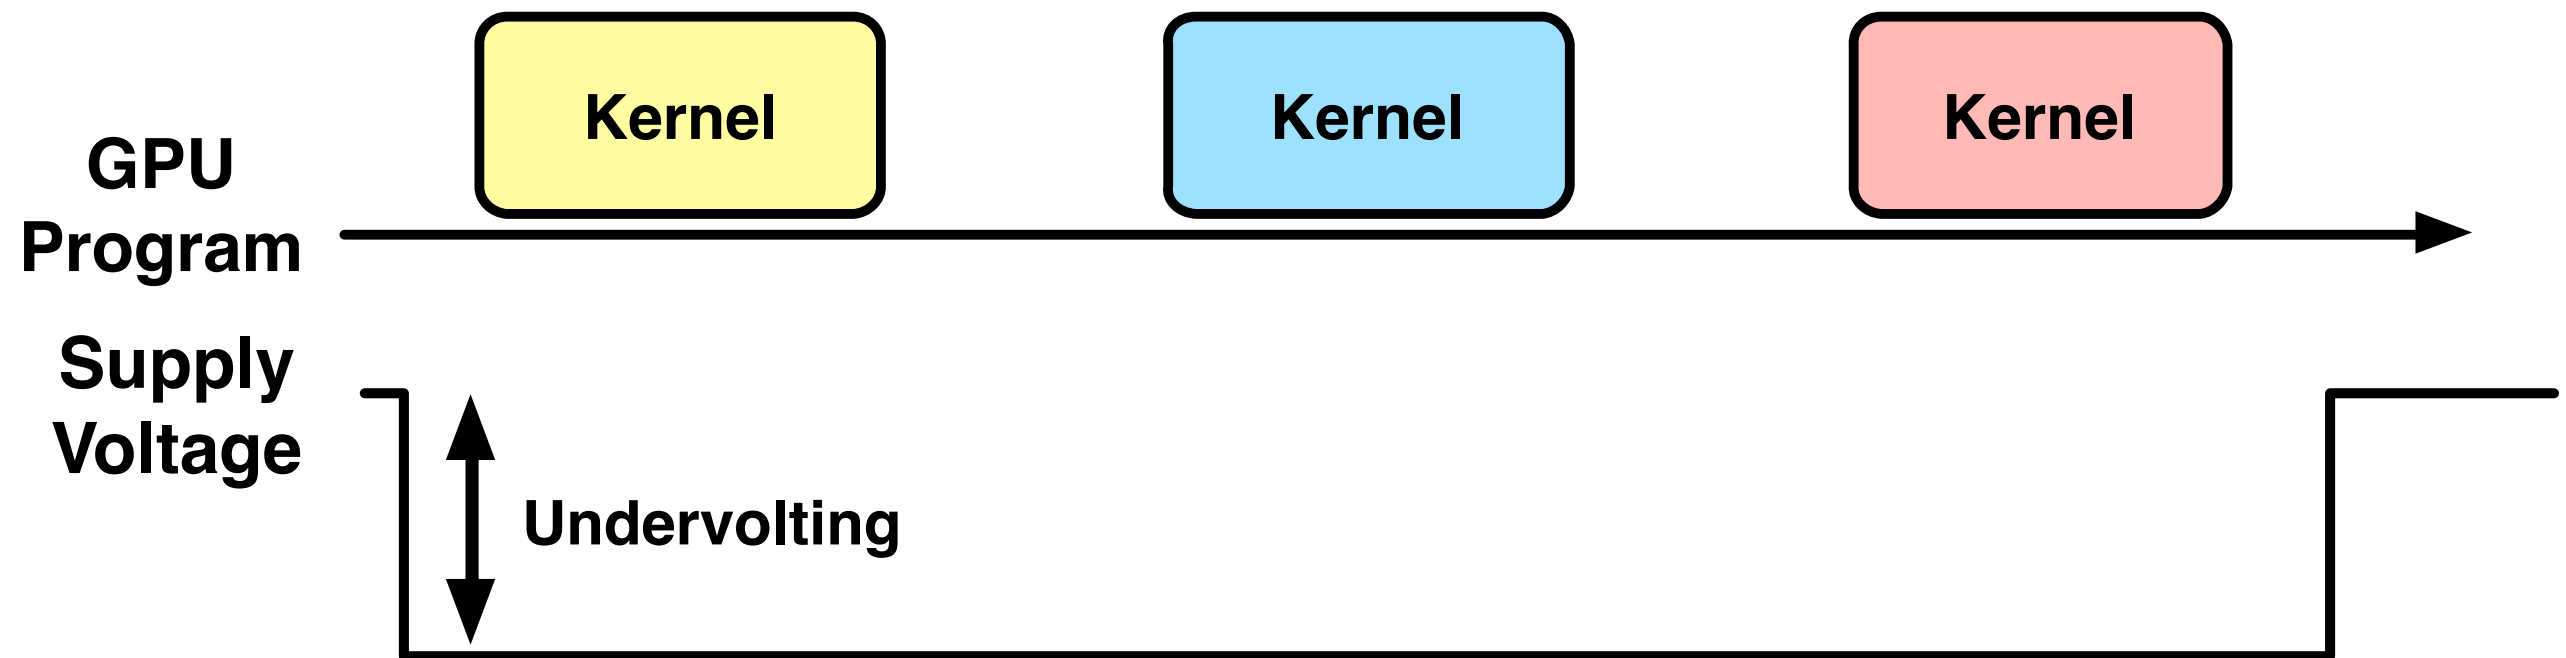 Kernel
Kernel
Kernel
GPU
Program
Supply
Voltage
Undervolting